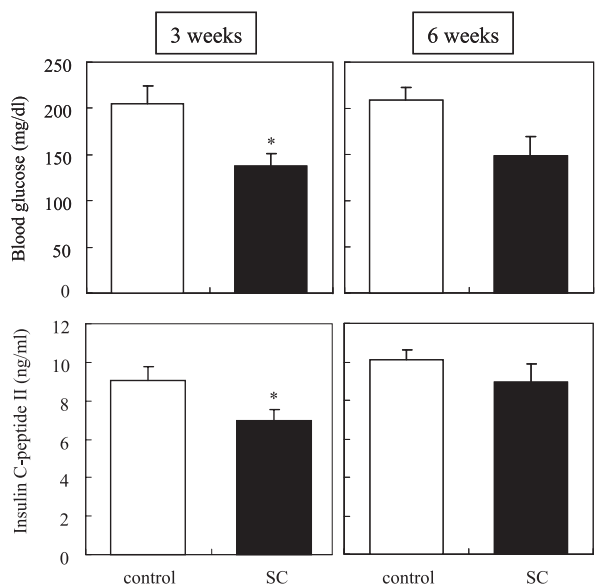 3 weeks
6 weeks
Blood glucose (mg/dl)
250
200
150
100
50
0
*
Insulin C-peptide II (ng/ml)
12
10
8
6
4
2
0
*
control
SC
control
SC